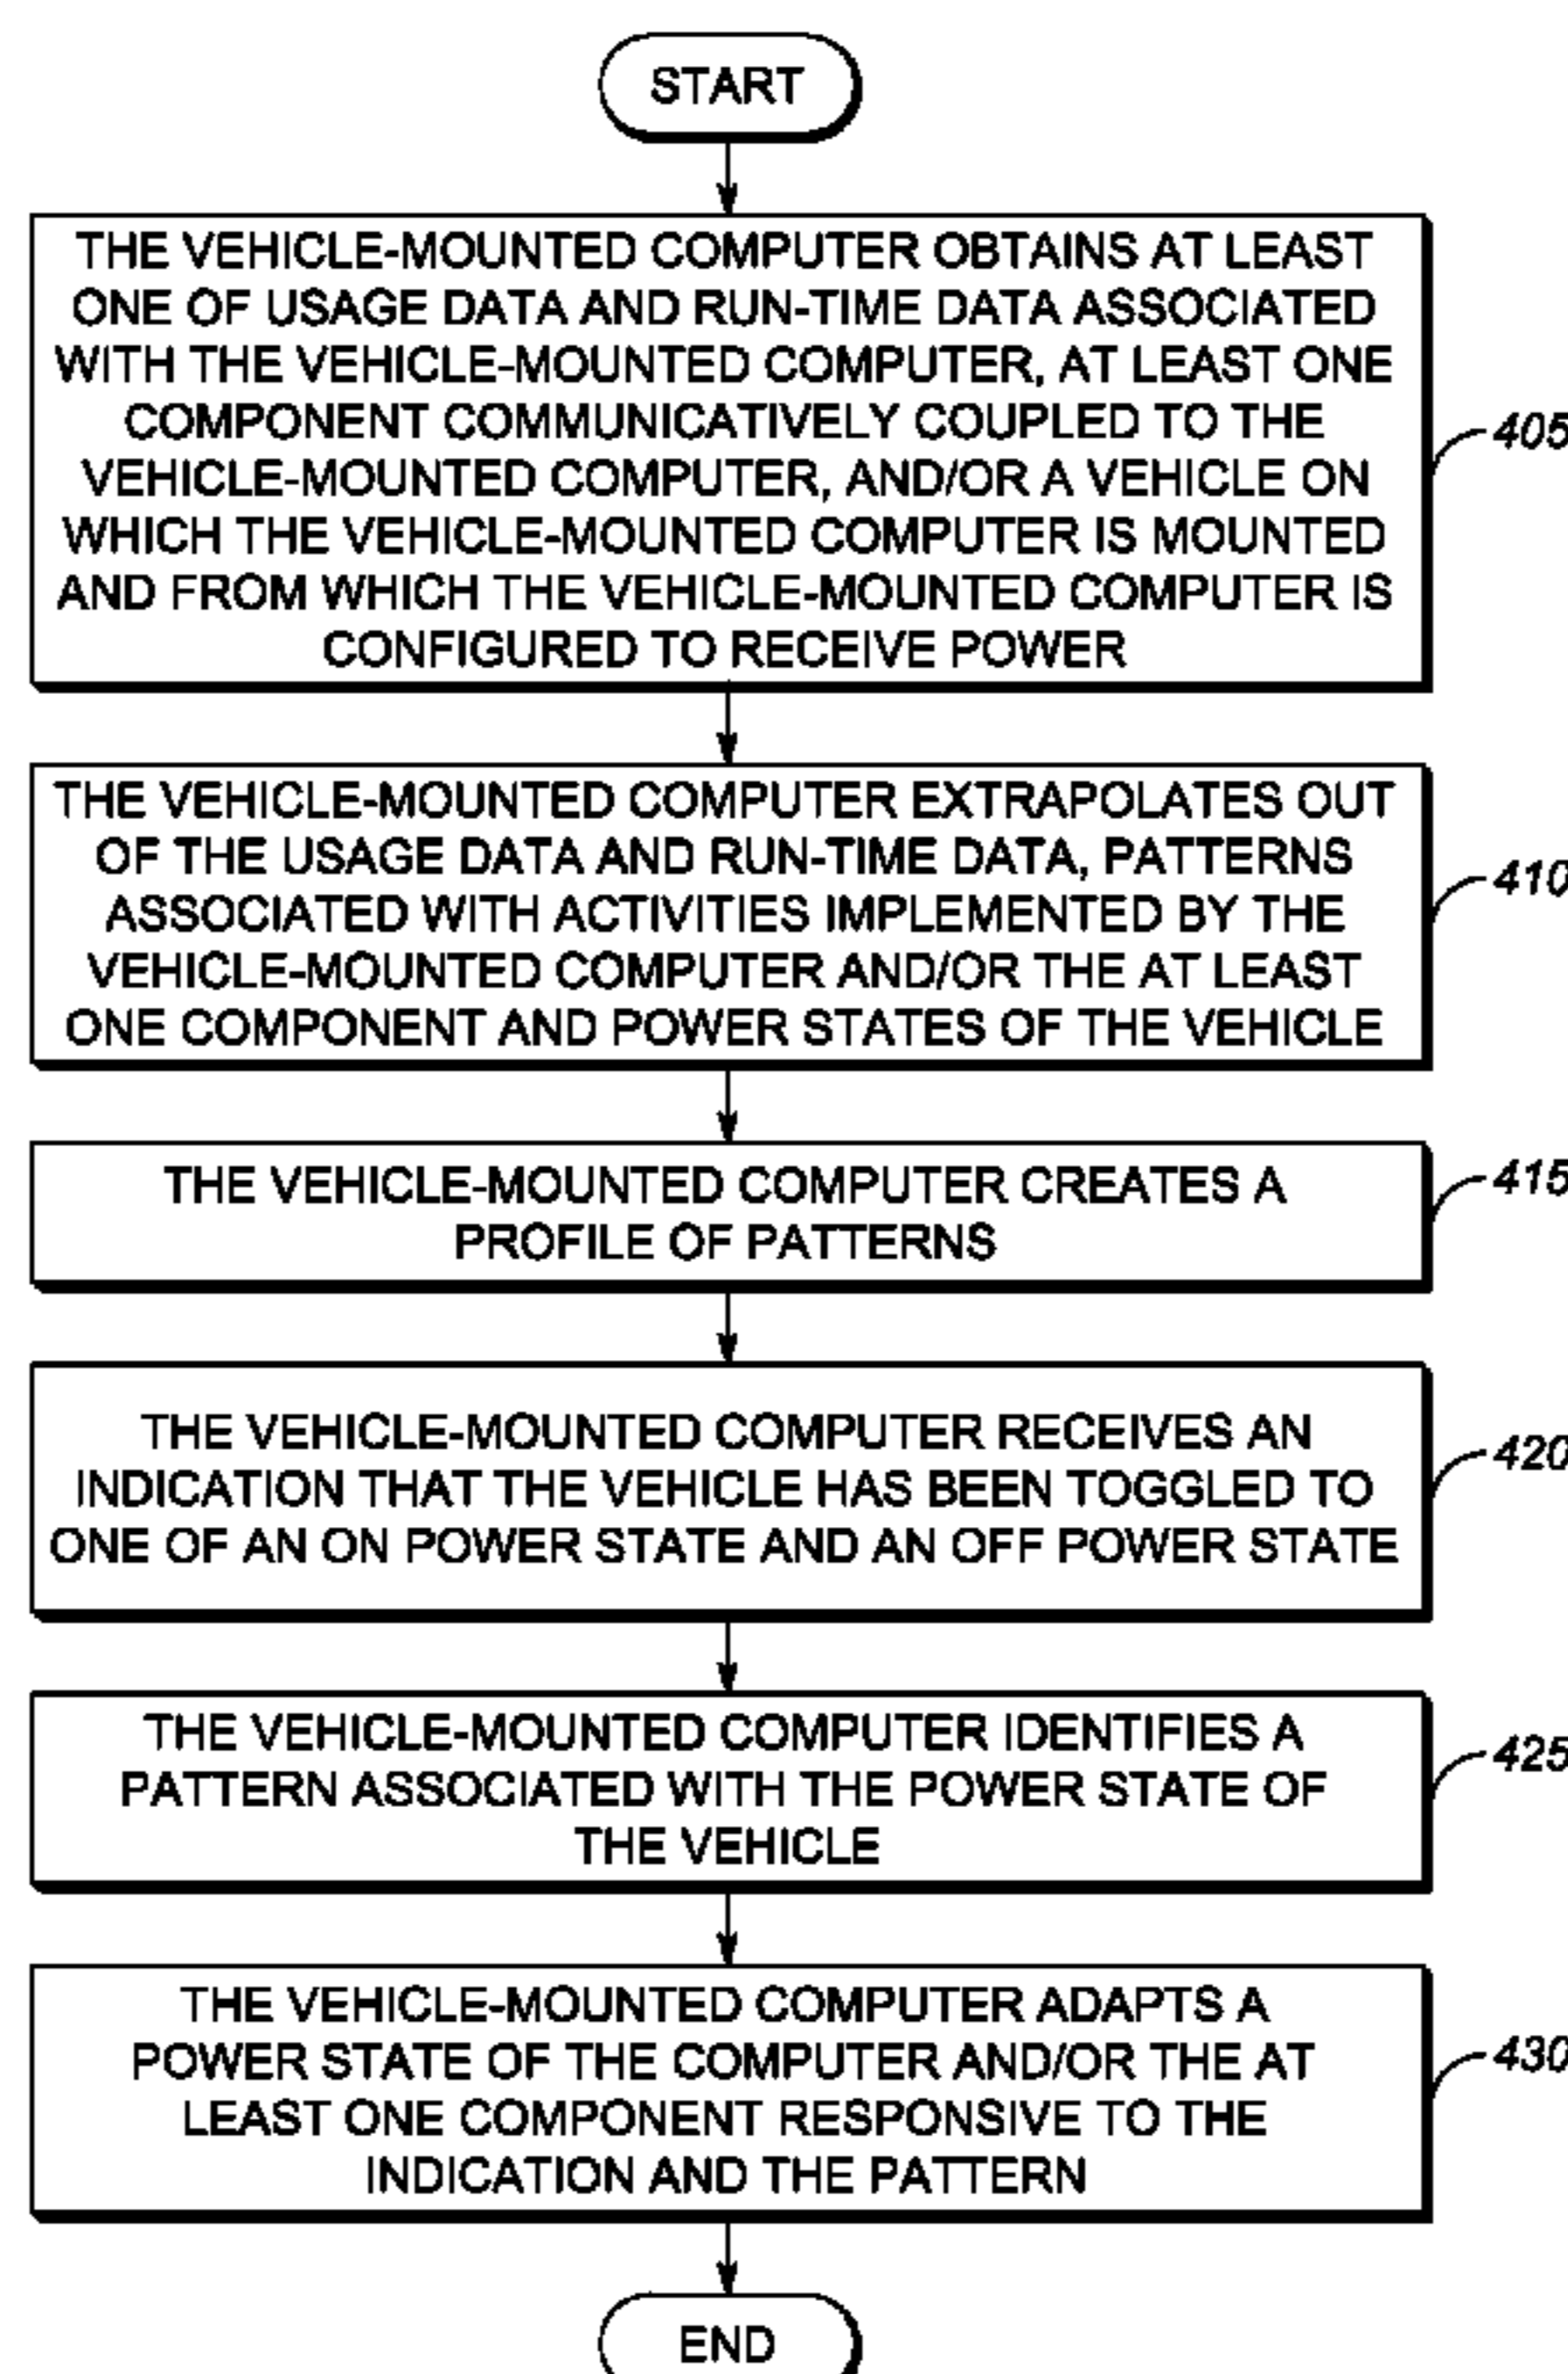 START
THE VEHICLE-MOUNTED COMPUTER OBTAINS AT LEAST
ONE OF USAGE DATA AND RUN-TIME DATA ASSOCIATED
WITH THE VEHICLE-MOUNTED COMPUTER, AT LEAST ONE
COMPONENT COMMUNICATIVELY COUPLED TO THE
VEHICLE-MOUNTED COMPUTER, AND/OR A VEHICLE ON
WHICH THE VEHICLE-MOUNTED COMPUTER IS MOUNTED
AND FROM WHICH THE VEHICLE-MOUNTED COMPUTER IS
CONFIGURED TO RECEIVE POWER
405
THE VEHICLE-MOUNTED COMPUTER EXTRAPOLATES OUT
OF THE USAGE DATA AND RUN-TIME DATA, PATTERNS
ASSOCIATED WITH ACTIVITIES IMPLEMENTED BY THE
VEHICLE-MOUNTED COMPUTER AND/OR THE AT LEAST
ONE COMPONENT AND POWER STATES OF THE VEHICLE
410
THE VEHICLE-MOUNTED COMPUTER CREATES A
PROFILE OF PATTERNS
415
THE VEHICLE-MOUNTED COMPUTER RECEIVES AN
INDICATION THAT THE VEHICLE HAS BEEN TOGGLED TO
ONE OF AN ON POWER STATE AND AN OFF POWER STATE
420
THE VEHICLE-MOUNTED COMPUTER IDENTIFIES A
PATTERN ASSOCIATED WITH THE POWER STATE OF
THE VEHICLE
425
THE VEHICLE-MOUNTED COMPUTER ADAPTS A
POWER STATE OF THE COMPUTER AND/OR THE AT
LEAST ONE COMPONENT RESPONSIVE TO THE
INDICATION AND THE PATTERN
430
END